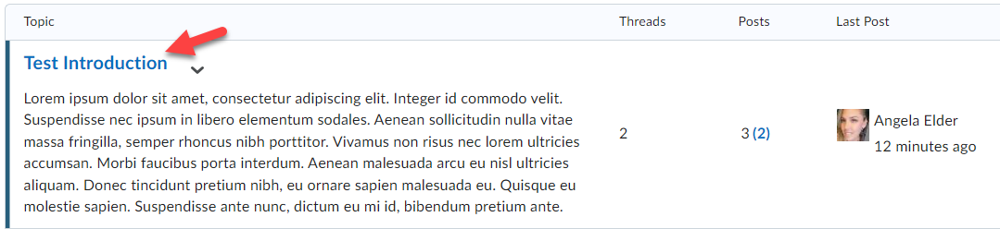 Topic Threads Posts Last Post
Test Introduction
Lorem ipsum dolor sit amet, consectetur adipiscing elit. Integer id commodo velit.
Suspendisse nec ipsum in libero elementum sodales. Aenean sollicitudin nulla vitae
massa fringilla, semper rhoncus nibh porttitor. Vivamus non risus nec lorem ultricies
accumsan. Morbi faucibus porta interdum. Aenean malesuada arcu eu nisl ultricies
aliquam. Donec tincidunt pretium nibh, eu ornare sapien malesuada eu. Quisque eu
molestie sapien. Suspendisse ante nunc, dictum eu mi id, bibendum pretium ante.
2
3 (2)
Angela Elder
12 minutes ago